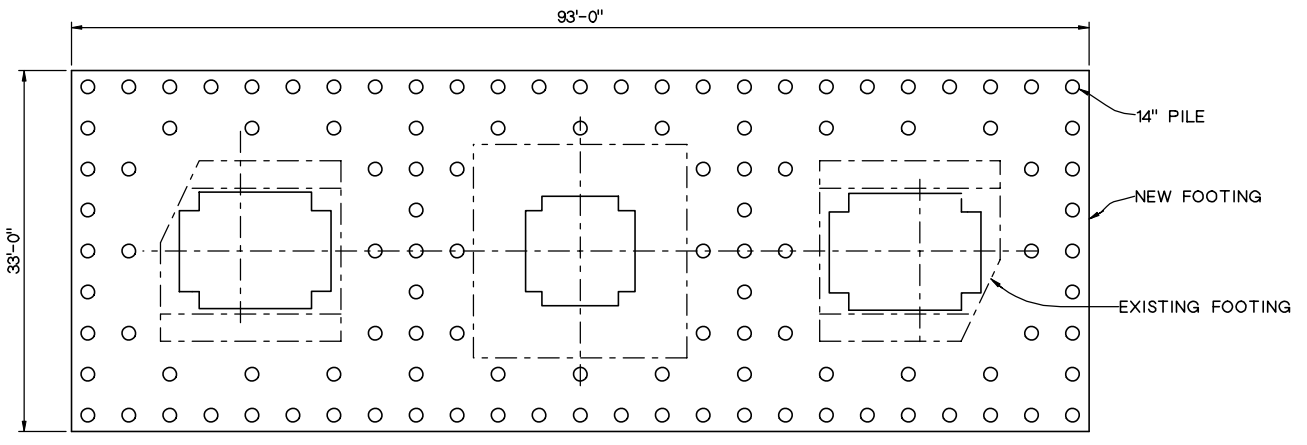 93'-0"
14" PILE
NEW FOOTING
33'-0"
EXISTING FOOTING